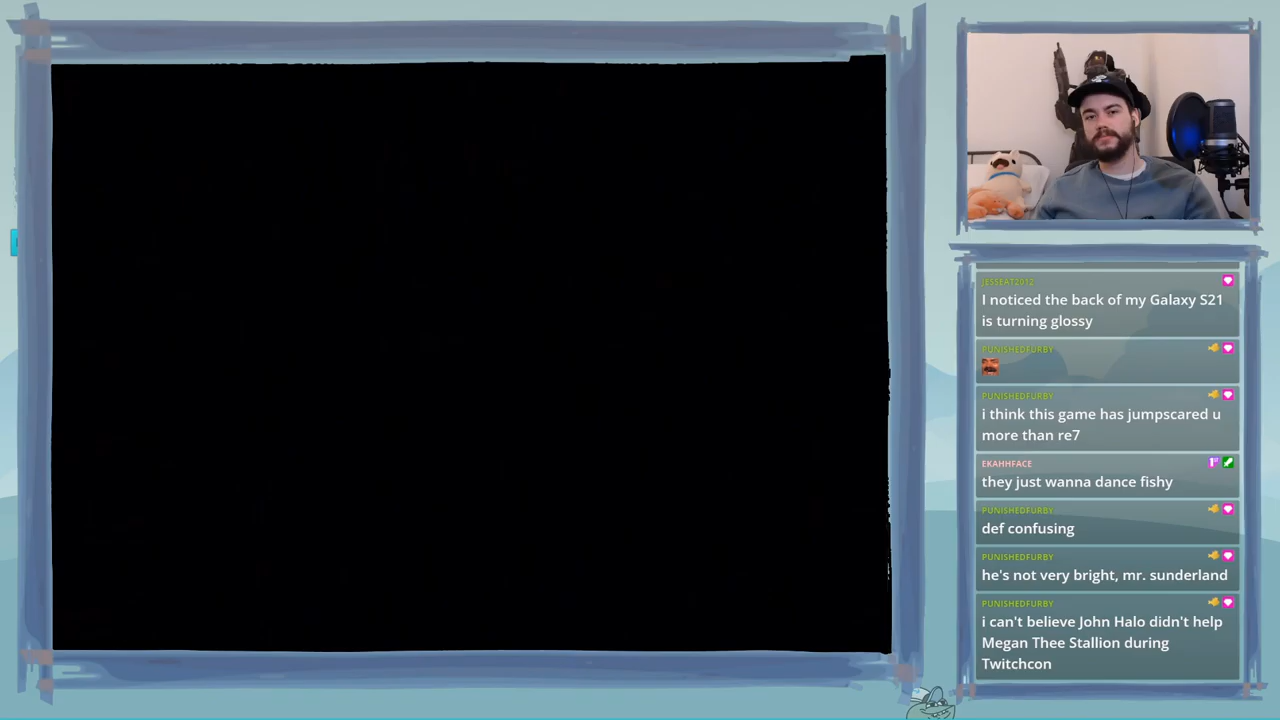 JESSEAT2012
I noticed the back of my Galaxy S21
is turning glossy
PUNISHEDFURBY
PUNISHEDFURBY
i think this game has jumpscared u
more than re7
EKAHHFACE
they just wanna dance fishy
PUNISHEDFURBY
def confusing
PUNISHEDFURBY
he's not very bright, mr. sunderland
PUNISHEDFURBY
i can't believe John Halo didn't help
Megan Thee Stallion during
Twitchcon